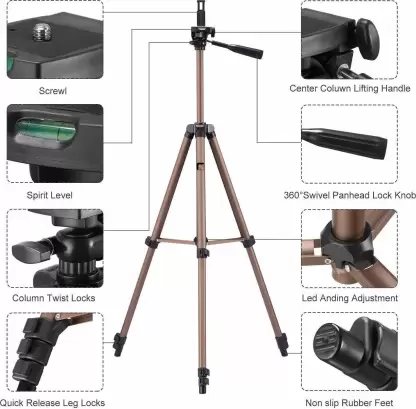 Screwl
Center Coluwn Lifting Handle
Spirit Level
360°Swivel Panhead Lock Knob
Column Twist Locks
Led Anding Adjustment
Quick Release Leg Locks
Non slip Rubber Feet